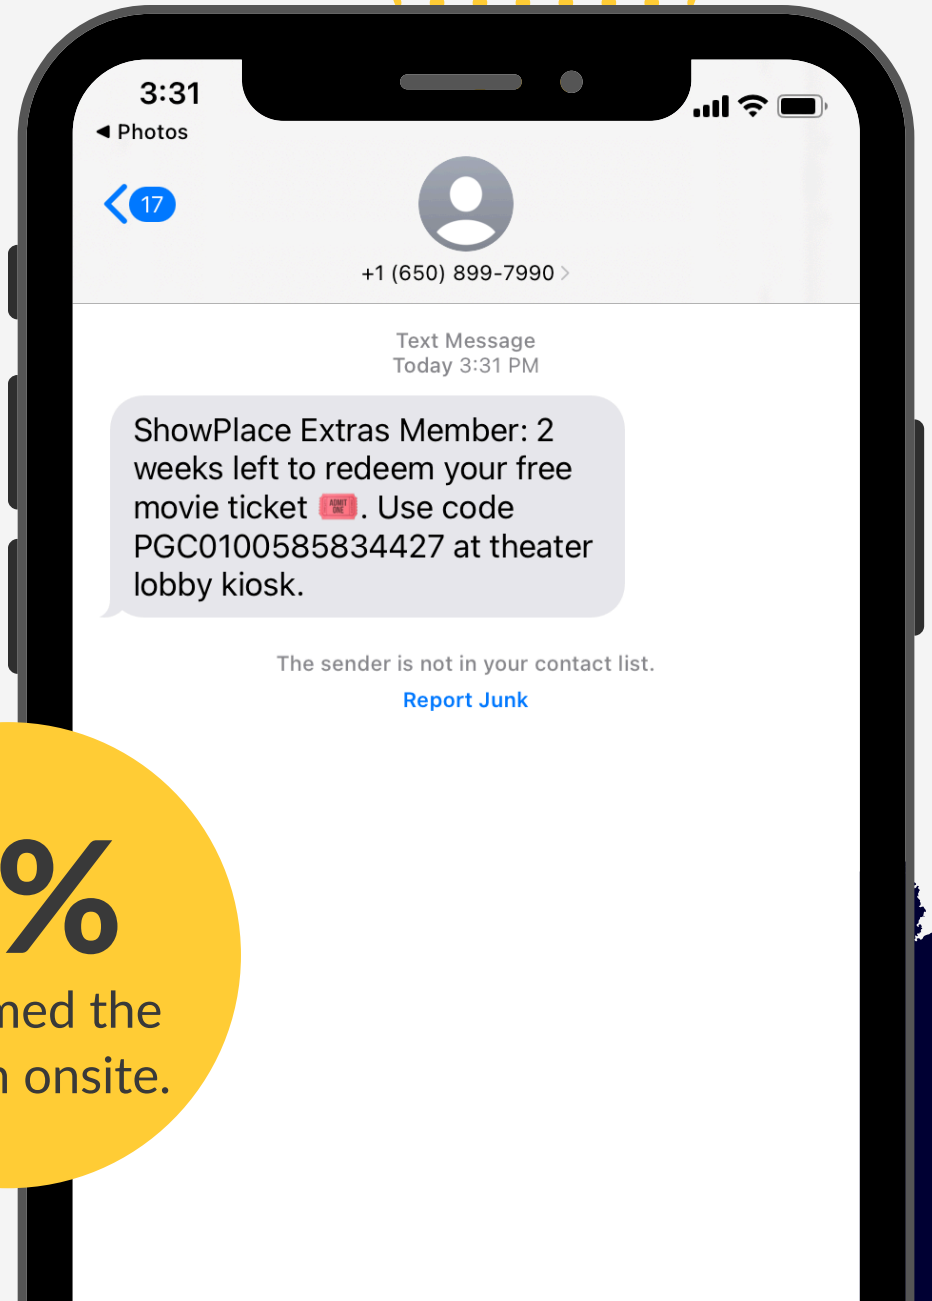 3:31
◀ Photos
17
+1 (650) 899-7990 >
Text Message
Today 3:31 PM
ShowPlace Extras Member: 2
weeks left to redeem your free
movie ticket 🎟️. Use code
PGC0100585834427 at theater
lobby kiosk.
The sender is not in your contact list.
Report Junk
%
the
onsite.